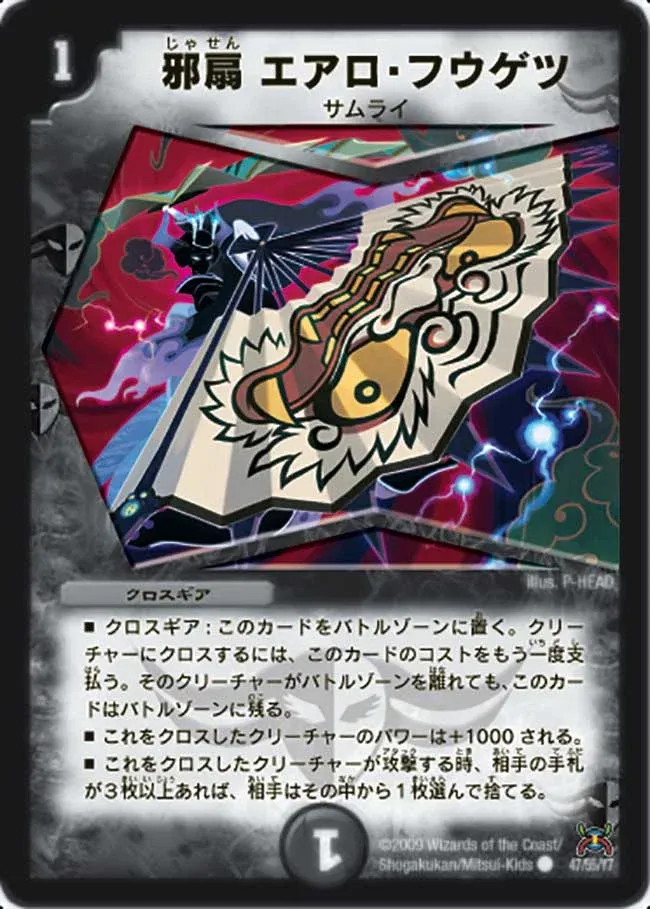 1
じゃせん
邪扇 エアロ・フウゲツ
サムライ
illus. P-HEAD
クロスギア
■ クロスギア：このカードをバトルゾーンに置く。クリー
チャーにクロスするには、このカードのコストをもう一度支
払う。そのクリーチャーがバトルゾーンを離れても、このカー
ドはバトルゾーンに残る。
■ これをクロスしたクリーチャーのパワーは+1000 される。
■ これをクロスしたクリーチャーが攻撃する時、相手の手札
が3枚以上あれば、相手はその中から1枚選んで捨てる。
1
©2009 Wizards of the Coast/
Shogakukan/Mitsui-Kids
47/55/Y7